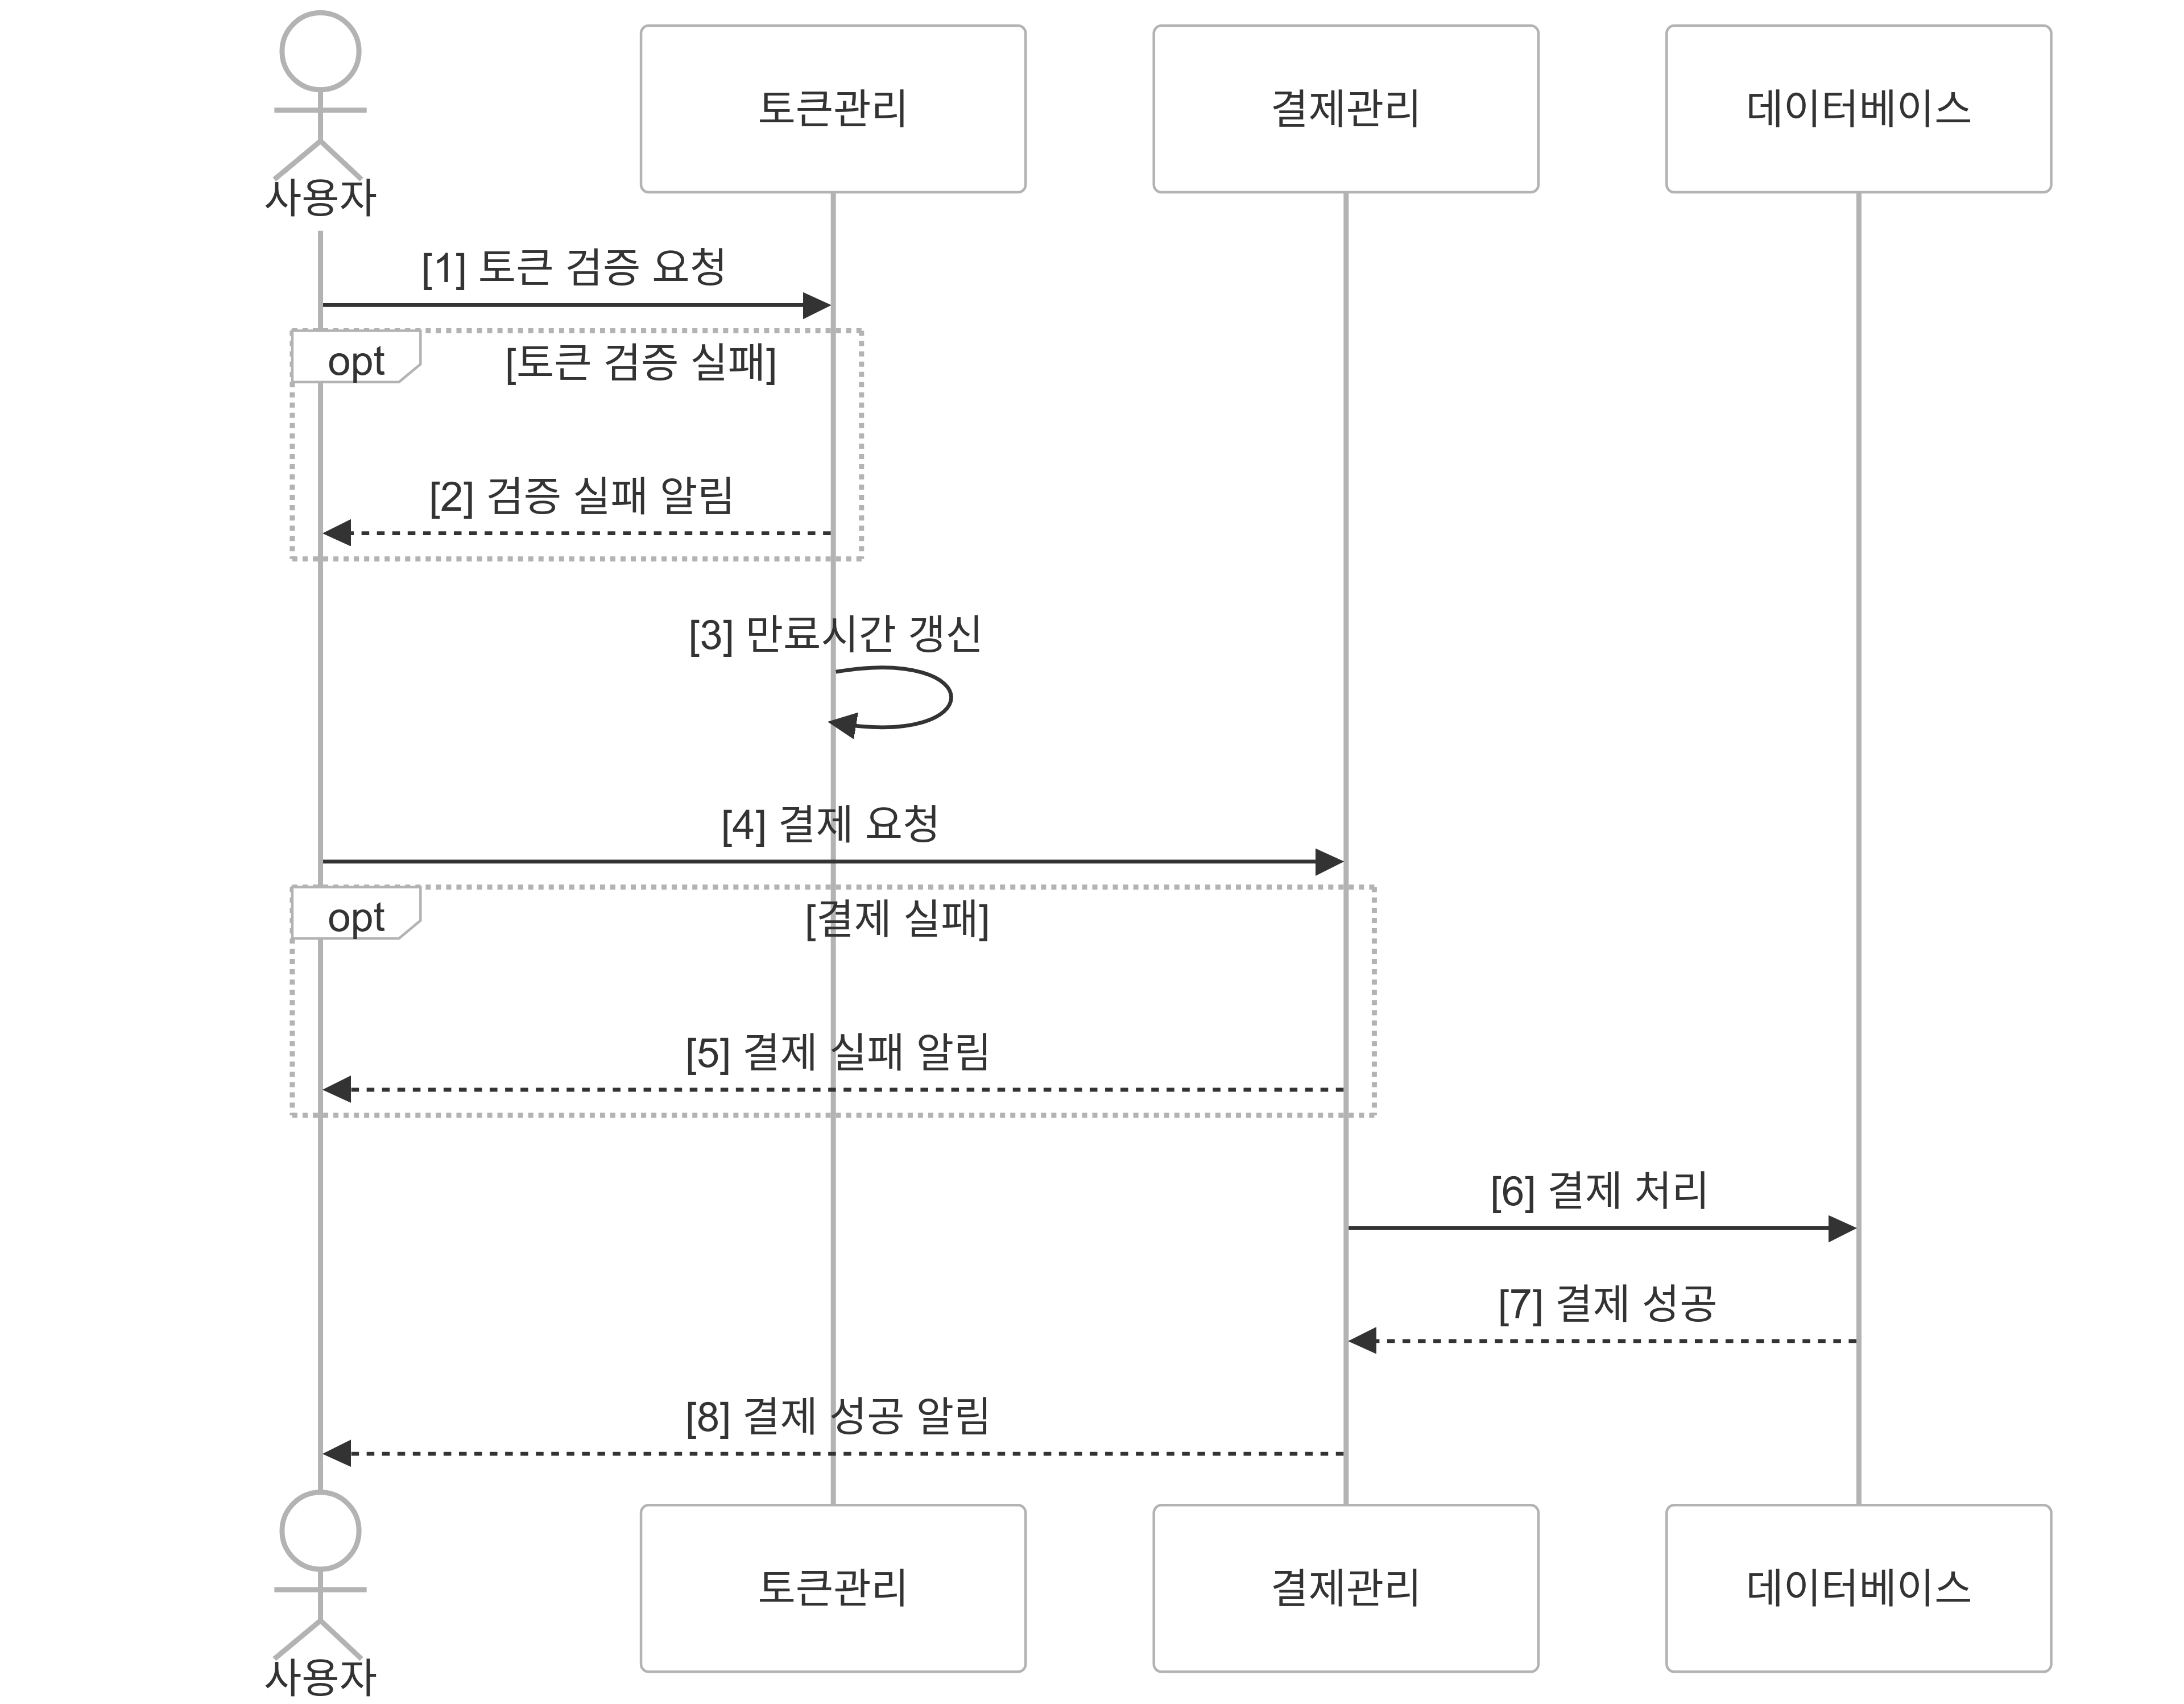 사용자
토큰관리
결제관리
데이터베이스
[1] 토큰 검증 요청
opt
[토큰 검증 실패]
[2] 검증 실패 알림
[3] 만료시간 갱신
[4] 결제 요청
opt
[결제 실패]
[5] 결제 실패 알림
[6] 결제 처리
[7] 결제 성공
[8] 결제 성공 알림
사용자
토큰관리
결제관리
데이터베이스